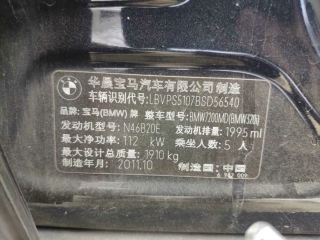 华晨宝马汽车有限公司 制造
车辆识别代号: LBVPS5107BSD56540
品牌: 宝马(BMW) 牌 整车型号: BMW7200MD(BMW520i)
发动机型号: N46B20E 发动机排量: 1995 ml
最大净功率: 112 kW 乘坐人数: 5 人
最大设计总质量: 1910 kg
制造年月: 2011.10 制造国: 中国